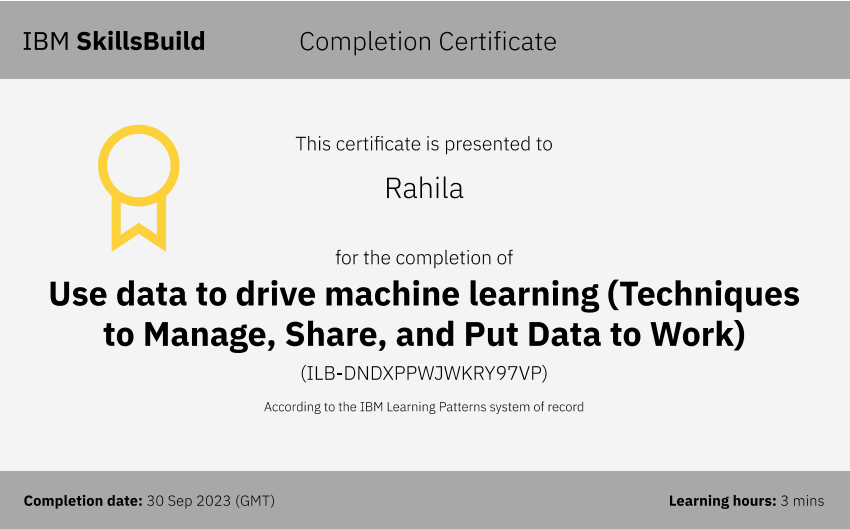 IBM SkillsBuild Completion Certificate
This certificate is presented to
Rahila
for the completion of
Use data to drive machine learning (Techniques
to Manage, Share, and Put Data to Work)
(ILB-DNDXPPWJWKRY97VP)
According to the IBM Learning Patterns system of record
Completion date: 30 Sep 2023 (GMT) Learning hours: 3 mins